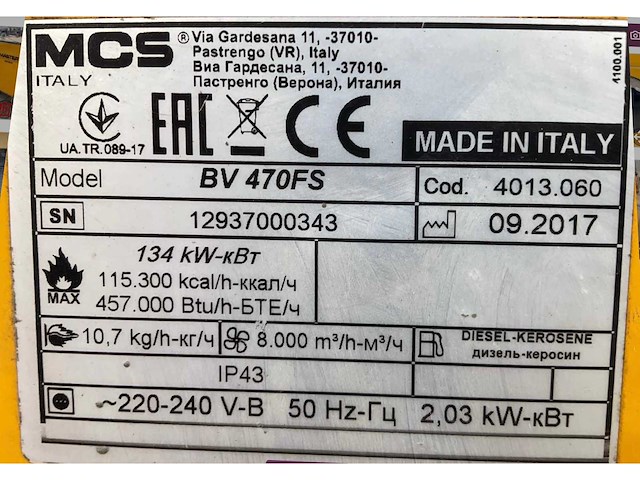 MCS® Via Gardesana 11, -37010-
Pastrengo (VR), Italy
ITALY Виа Гардесана, 11, -37010-
Пастренго (Верона), Италия
4100.001
UA.TR.089-17 EAC CE MADE IN ITALY
Model BV 470FS Cod. 4013.060
SN 12937000343 09.2017
134 kW-кВт
115.300 kcal/h-ккал/ч
MAX 457.000 Btu/h-БТЕ/ч
10,7 kg/h-кг/ч 8.000 m³/h-м³/ч DIESEL-KEROSENE
дизель-керосин
IP43
~220-240 V-В 50 Hz-Гц 2,03 kW-кВт